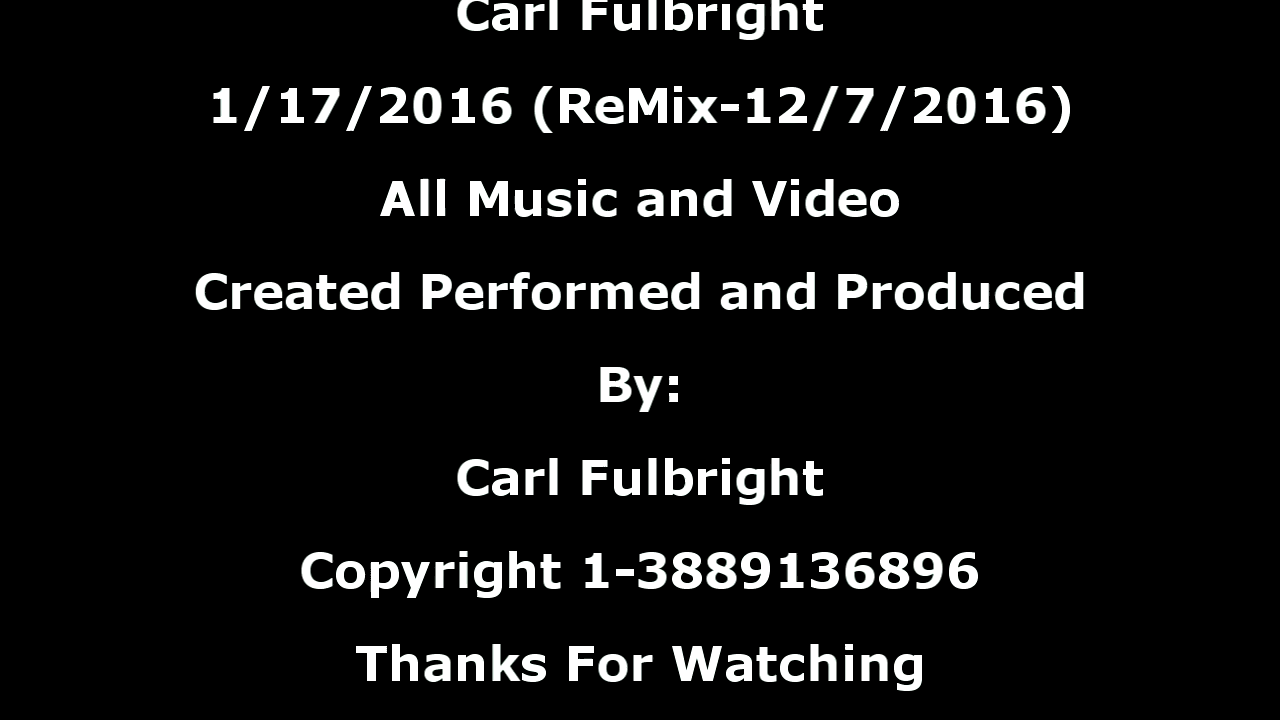 Carl Fulbright
1/17/2016 (ReMix-12/7/2016)
All Music and Video
Created Performed and Produced
By:
Carl Fulbright
Copyright 1-3889136896
Thanks For Watching